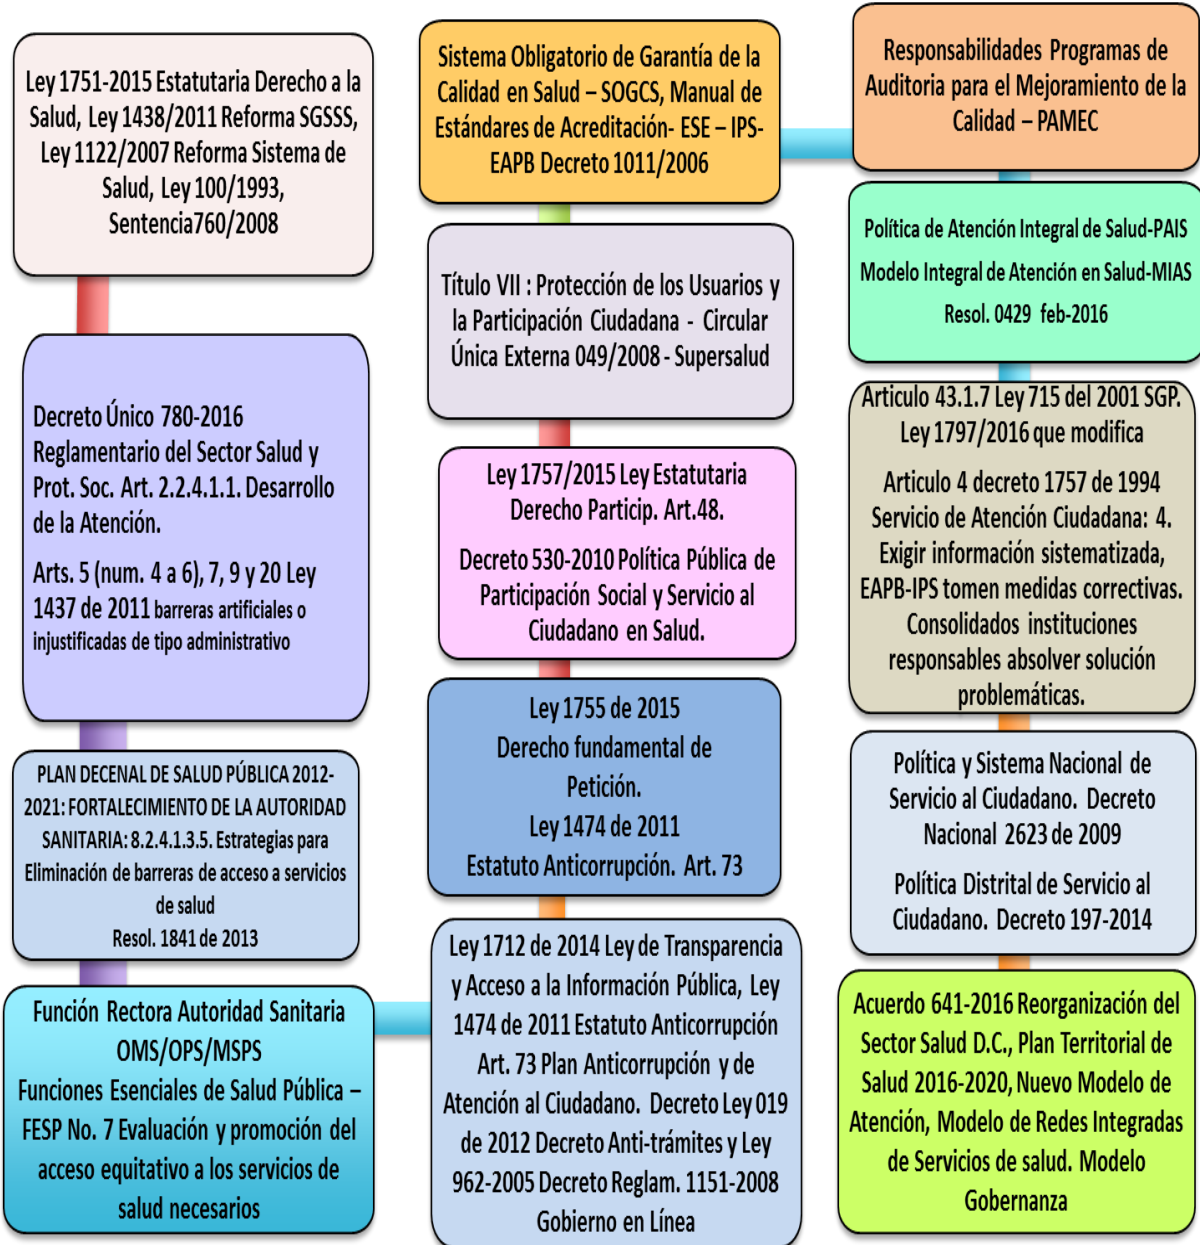 Ley 1751-2015 Estatutaria Derecho a la
Salud, Ley 1438/2011 Reforma SGSSS,
Ley 1122/2007 Reforma Sistema de
Salud, Ley 100/1993,
Sentencia760/2008
Decreto Único 780-2016
Reglamentario del Sector Salud y
Prot. Soc. Art. 2.2.4.1.1. Desarrollo
de la Atención.
Arts. 5 (num. 4 a 6), 7, 9 y 20 Ley
1437 de 2011 barreras artificiales o
injustificadas de tipo administrativo
PLAN DECENAL DE SALUD PÚBLICA 2012-
2021: FORTALECIMIENTO DE LA AUTORIDAD
SANITARIA: 8.2.4.1.3.5. Estrategias para
Eliminación de barreras de acceso a servicios
de salud
Resol. 1841 de 2013
Función Rectora Autoridad Sanitaria
OMS/OPS/MSPS
Funciones Esenciales de Salud Pública –
FESP No. 7 Evaluación y promoción del
acceso equitativo a los servicios de
salud necesarios
Sistema Obligatorio de Garantía de la
Calidad en Salud – SOGCS, Manual de
Estándares de Acreditación- ESE – IPS-
EAPB Decreto 1011/2006
Título VII : Protección de los Usuarios y
la Participación Ciudadana - Circular
Única Externa 049/2008 - Supersalud
Ley 1757/2015 Ley Estatutaria
Derecho Particip. Art.48.
Decreto 530-2010 Política Pública de
Participación Social y Servicio al
Ciudadano en Salud.
Ley 1755 de 2015
Derecho fundamental de
Petición.
Ley 1474 de 2011
Estatuto Anticorrupción. Art. 73
Ley 1712 de 2014 Ley de Transparencia
y Acceso a la Información Pública, Ley
1474 de 2011 Estatuto Anticorrupción
Art. 73 Plan Anticorrupción y de
Atención al Ciudadano. Decreto Ley 019
de 2012 Decreto Anti-trámites y Ley
962-2005 Decreto Reglam. 1151-2008
Gobierno en Línea
Responsabilidades Programas de
Auditoria para el Mejoramiento de la
Calidad – PAMEC
Política de Atención Integral de Salud-PAIS
Modelo Integral de Atención en Salud-MIAS
Resol. 0429 feb-2016
Articulo 43.1.7 Ley 715 del 2001 SGP.
Ley 1797/2016 que modifica
Articulo 4 decreto 1757 de 1994
Servicio de Atención Ciudadana: 4.
Exigir información sistematizada,
EAPB-IPS tomen medidas correctivas.
Consolidados instituciones
responsables absolver solución
problemáticas.
Política y Sistema Nacional de
Servicio al Ciudadano. Decreto
Nacional 2623 de 2009
Política Distrital de Servicio al
Ciudadano. Decreto 197-2014
Acuerdo 641-2016 Reorganización del
Sector Salud D.C., Plan Territorial de
Salud 2016-2020, Nuevo Modelo de
Atención, Modelo de Redes Integradas
de Servicios de salud. Modelo
Gobernanza